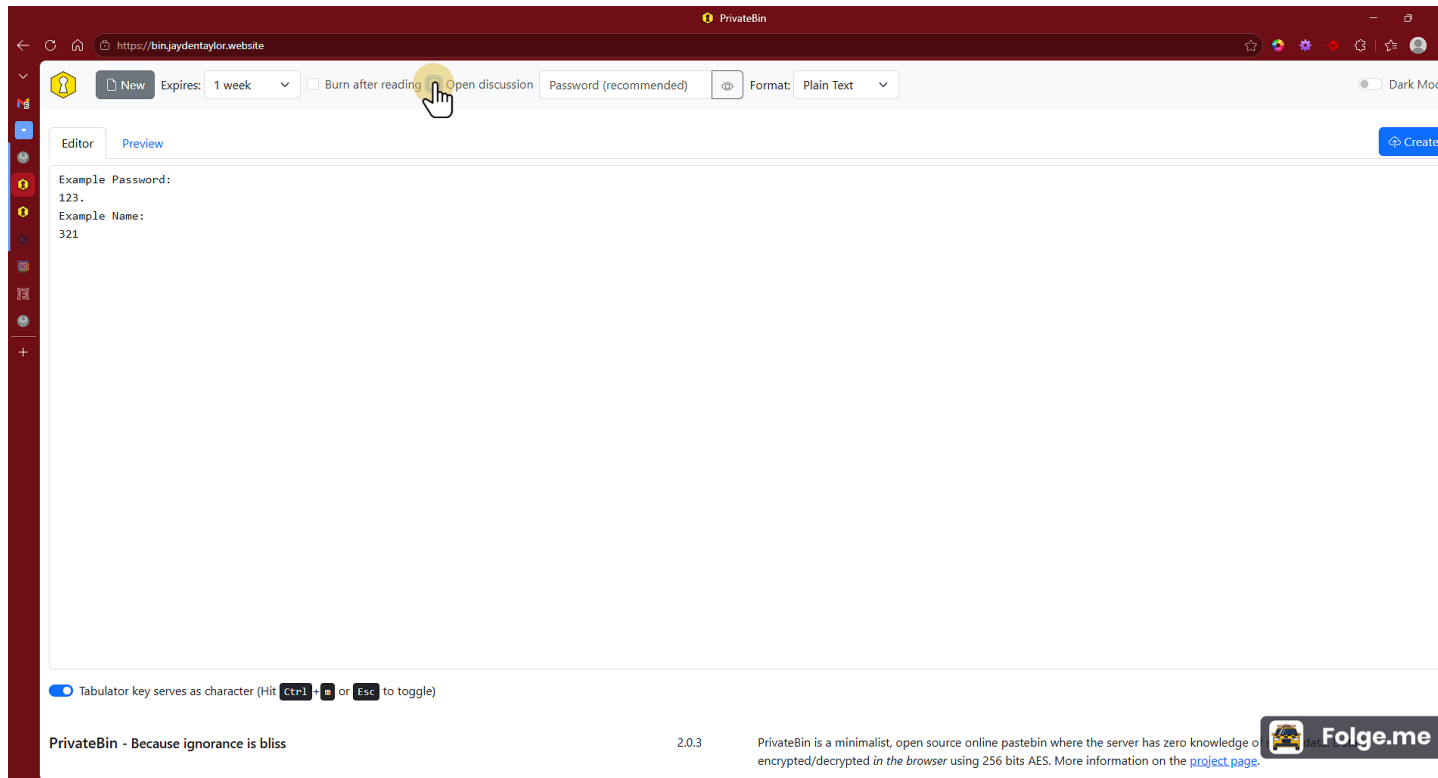 PrivateBin
https://bin.jaydentaylor.website
New Expires: 1 week Burn after reading Open discussion Password (recommended) Format: Plain Text Dark
Editor Preview Create
Example Password:
123.
Example Name:
321
Tabulator key serves as character (Hit Ctrl + m or Esc to toggle)
PrivateBin - Because ignorance is bliss 2.0.3 PrivateBin is a minimalist, open source online pastebin where the server has zero knowledge
encrypted/decrypted in the browser using 256 bits AES. More information on the project page.
Folge.me